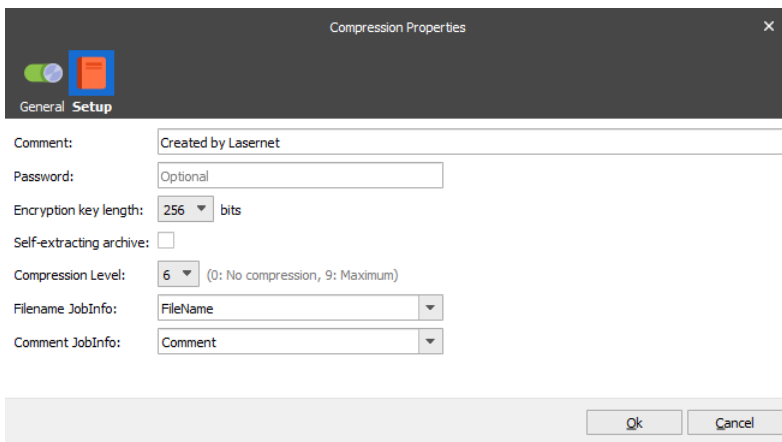 Compression Properties
General Setup
Comment: Created by Lasernet
Password: Optional
Encryption key length: 256 bits
Self-extracting archive:
Compression Level: 6 (0: No compression, 9: Maximum)
Filename JobInfo: FileName
Comment JobInfo: Comment
Ok Cancel